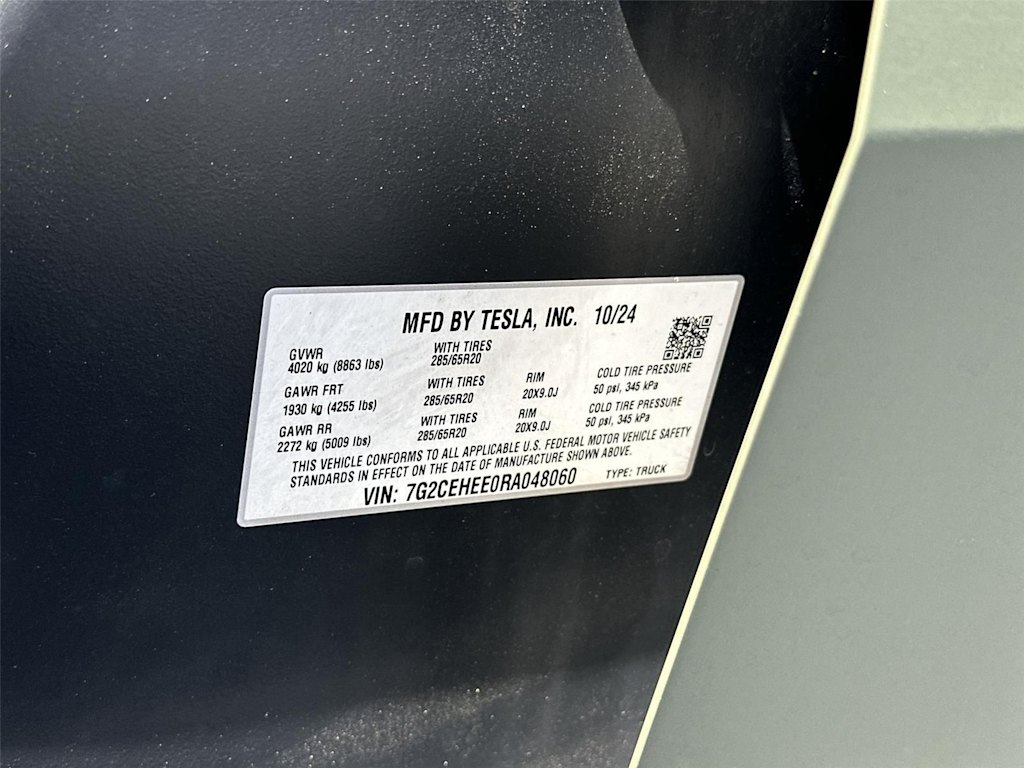 MFD BY TESLA, INC. 10/24
GVWR
4020 kg (8863 lbs)
WITH TIRES
285/65R20
GAWR FRT
1930 kg (4255 lbs)
WITH TIRES
285/65R20
RIM
20X9.0J
COLD TIRE PRESSURE
50 psi, 345 kPa
GAWR RR
2272 kg (5009 lbs)
WITH TIRES
285/65R20
RIM
20X9.0J
COLD TIRE PRESSURE
50 psi, 345 kPa
THIS VEHICLE CONFORMS TO ALL APPLICABLE U.S. FEDERAL MOTOR VEHICLE SAFETY
STANDARDS IN EFFECT ON THE DATE OF MANUFACTURE SHOWN ABOVE.
VIN: 7G2CEHEE0RA048060 TYPE: TRUCK